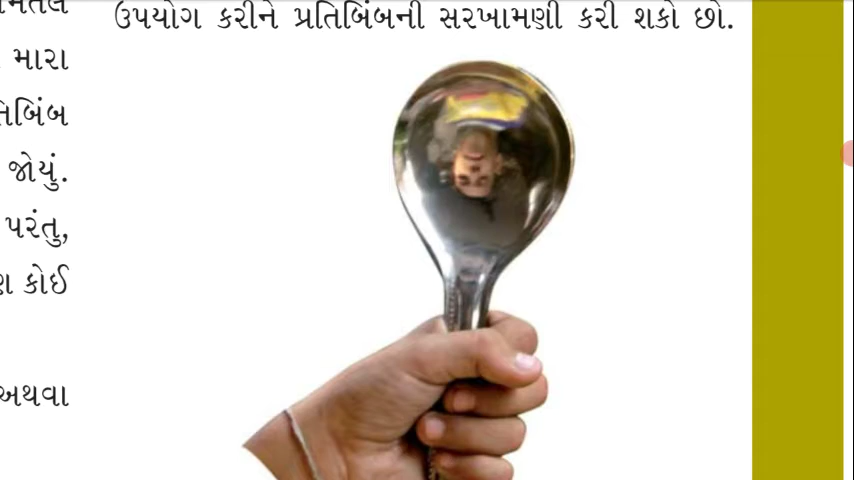 ઉપયોગ કરીને પ્રતિબિંબની સરખામણી કરી શકો છો.
મારા
જોયું.
પરંતુ,
કોઈ
અથવા